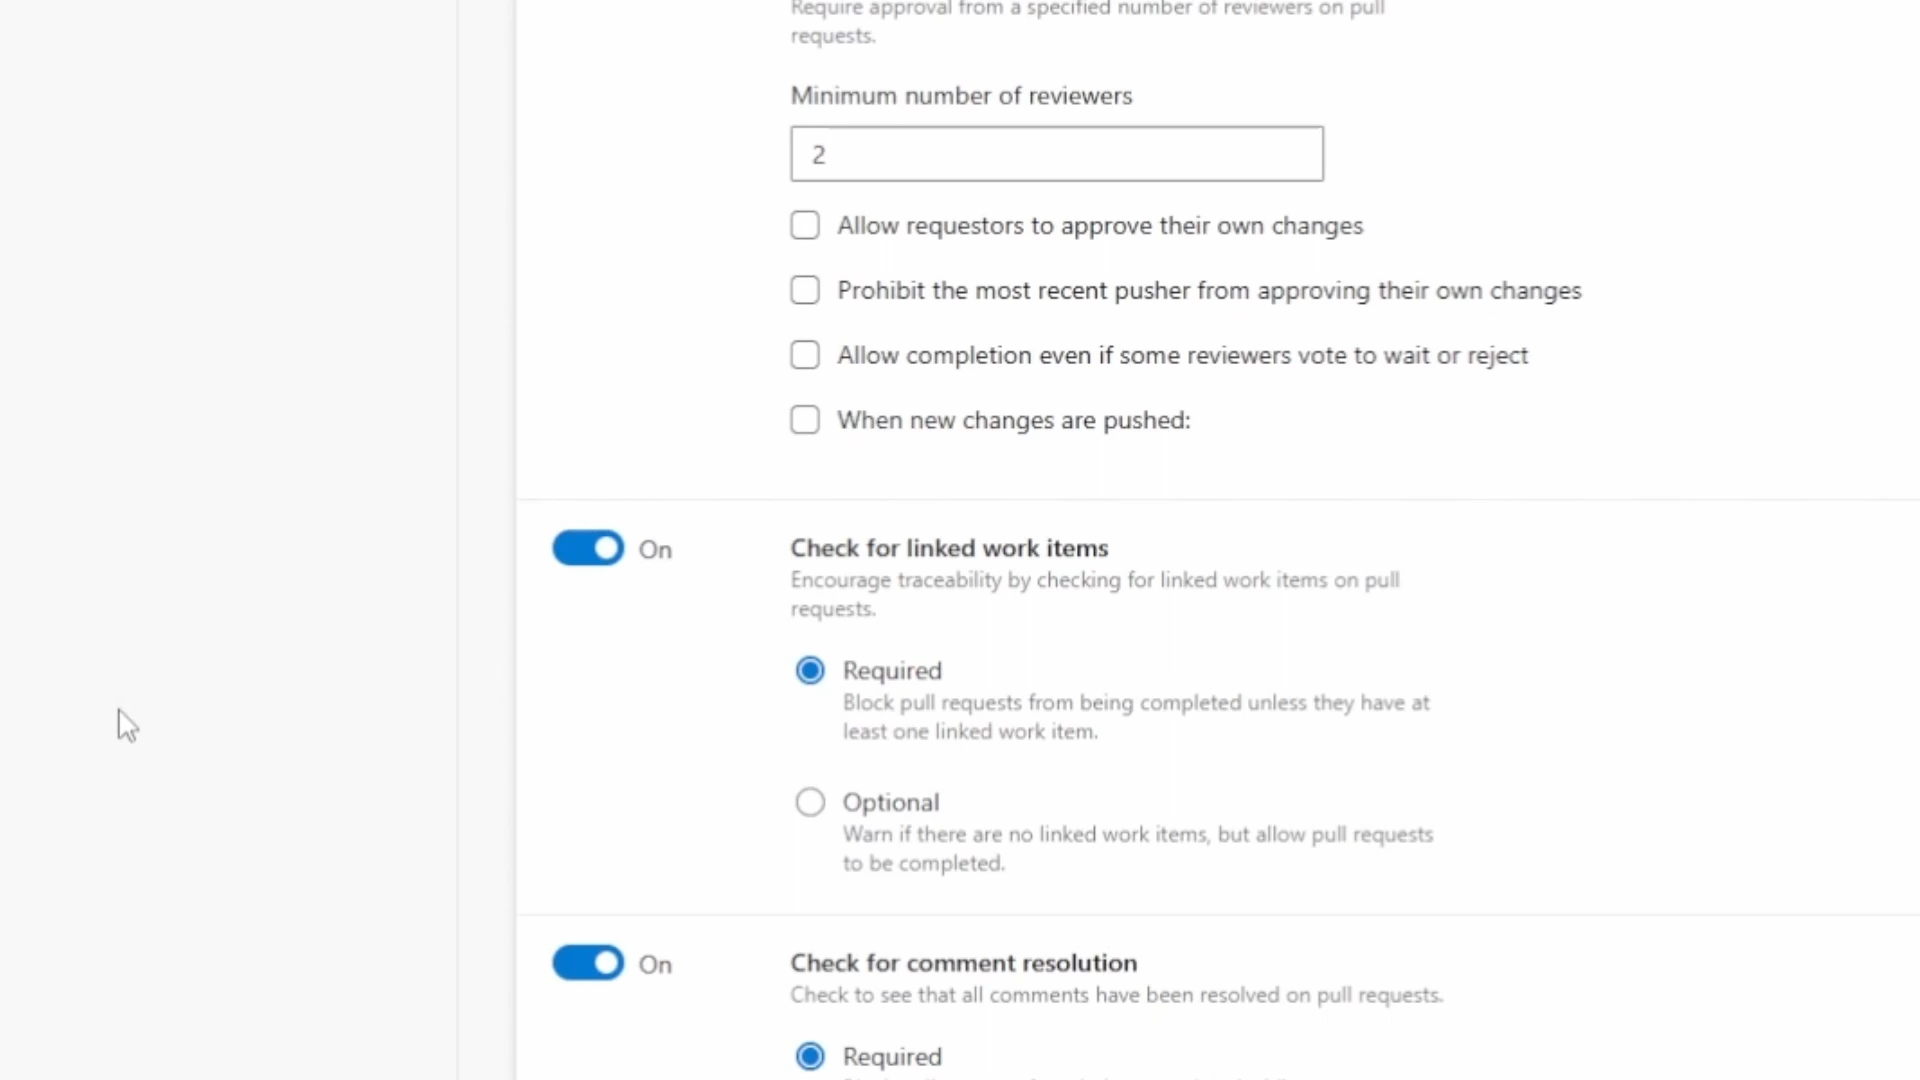 Require approval from a specified number of reviewers on pull
requests.
Minimum number of reviewers
2
Allow requestors to approve their own changes
Prohibit the most recent pusher from approving their own changes
Allow completion even if some reviewers vote to wait or reject
When new changes are pushed:
On
Check for linked work items
Encourage traceability by checking for linked work items on pull
requests.
Required
Block pull requests from being completed unless they have at
least one linked work item.
Optional
Warn if there are no linked work items, but allow pull requests
to be completed.
On
Check for comment resolution
Check to see that all comments have been resolved on pull requests.
Required